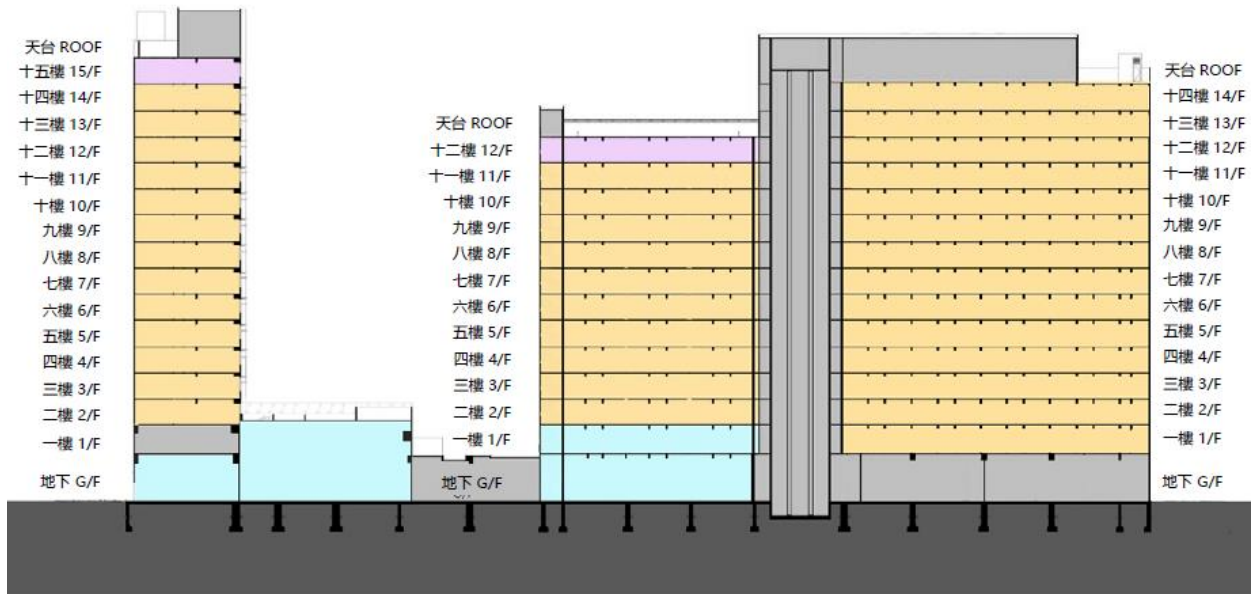 天台 ROOF
十五樓 15/F
十四樓 14/F
十三樓 13/F
十二樓 12/F
十一樓 11/F
十樓 10/F
九樓 9/F
八樓 8/F
七樓 7/F
六樓 6/F
五樓 5/F
四樓 4/F
三樓 3/F
二樓 2/F
一樓 1/F
地下 G/F
天台 ROOF
十二樓 12/F
十一樓 11/F
十樓 10/F
九樓 9/F
八樓 8/F
七樓 7/F
六樓 6/F
五樓 5/F
四樓 4/F
三樓 3/F
二樓 2/F
一樓 1/F
地下 G/F
天台 ROOF
十四樓 14/F
十三樓 13/F
十二樓 12/F
十一樓 11/F
十樓 10/F
九樓 9/F
八樓 8/F
七樓 7/F
六樓 6/F
五樓 5/F
四樓 4/F
三樓 3/F
二樓 2/F
一樓 1/F
地下 G/F